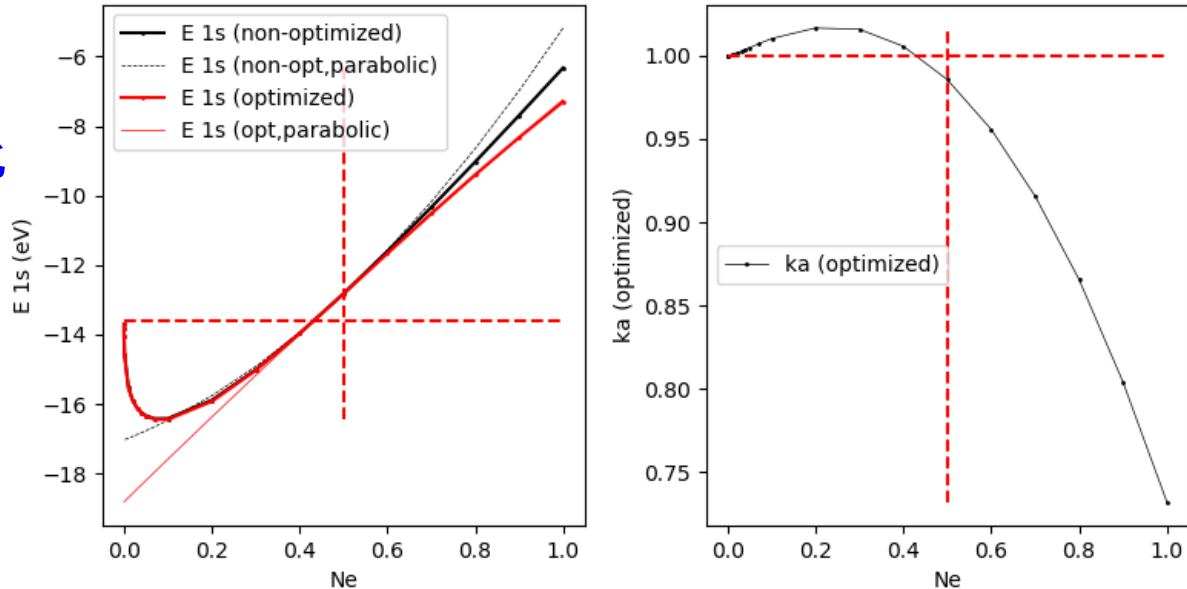 E 1s (non-optimized)
E 1s (non-opt,parabolic)
E 1s (optimized)
E 1s (opt,parabolic)
E 1s (eV)
−6
−8
−10
−12
−14
−16
−18
0.0 0.2 0.4 0.6 0.8 1.0
Ne
ka (optimized)
ka (optimized)
1.00
0.95
0.90
0.85
0.80
0.75
0.0 0.2 0.4 0.6 0.8 1.0
Ne